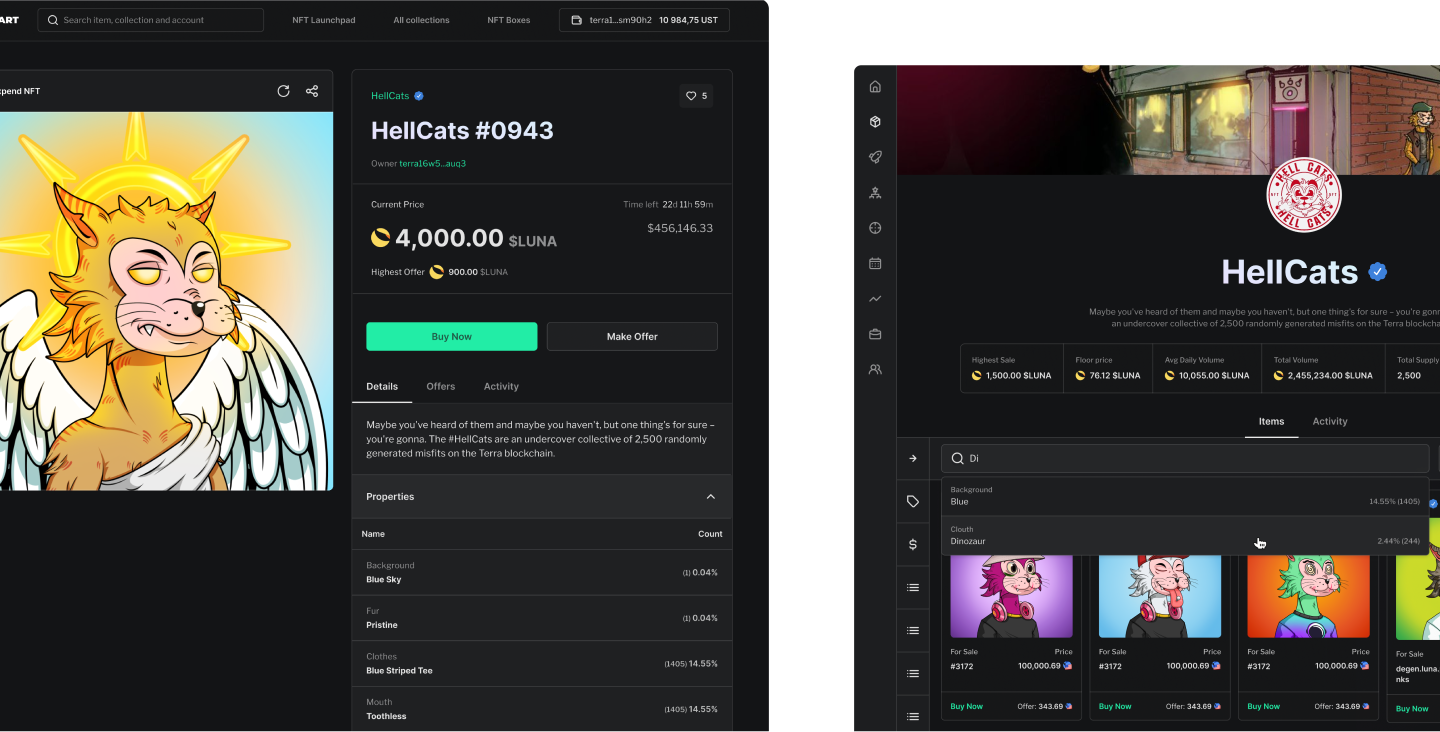 ART
Search item, collection and account
NFT Launchpad
All collections
NFT Boxes
terra1...sm90h2 10 984,75 UST
xpend NFT
HellCats
5
HellCats #0943
Owner terra16w5...auq3
Current Price
Time left 22d 11h 59m
4,000.00 $LUNA
$456,146.33
Highest Offer 900.00 $LUNA
Buy Now
Make Offer
Details
Offers
Activity
Maybe you've heard of them and maybe you haven't, but one thing's for sure –
you're gonna. The #HellCats are an undercover collective of 2,500 randomly
generated misfits on the Terra blockchain.
Properties
Name
Count
Background
Blue Sky
(1) 0.04%
Fur
Pristine
(1) 0.04%
Clothes
Blue Striped Tee
(1405) 14.55%
Mouth
Toothless
(1405) 14.55%
HELL CATS
NFT
HELL CATS
HellCats
Maybe you've heard of them and maybe you haven't, but one thing's for sure – you're gonn
an undercover collective of 2,500 randomly generated misfits on the Terra blockcha
Highest Sale
1,500.00 $LUNA
Floor price
76.12 $LUNA
Avg Daily Volume
10,055.00 $LUNA
Total Volume
2,455,234.00 $LUNA
Total Supply
2,500
Items
Activity
Di
Background
Blue
14.55% (1405)
Clouth
Dinozaur
2.44% (244)
For Sale
Price
#3172
100,000.69
Buy Now
Offer: 343.69
For Sale
Price
#3172
100,000.69
Buy Now
Offer: 343.69
For Sale
Price
#3172
100,000.69
Buy Now
Offer: 343.69
For Sale
degen.luna.
nks
Buy Now